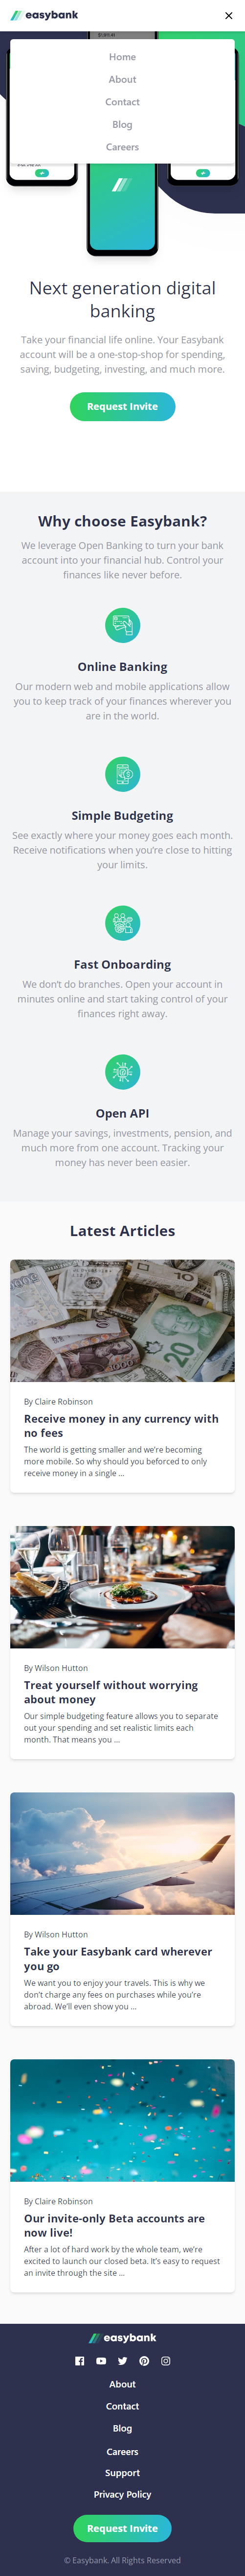 easybank
Home
About
Contact
Blog
Careers
Next generation digital
banking
Take your financial life online. Your Easybank
account will be a one-stop-shop for spending,
saving, budgeting, investing, and much more.
Request Invite
Why choose Easybank?
We leverage Open Banking to turn your bank
account into your financial hub. Control your
finances like never before.
Online Banking
Our modern web and mobile applications allow
you to keep track of your finances wherever you
are in the world.
Simple Budgeting
See exactly where your money goes each month.
Receive notifications when you’re close to hitting
your limits.
Fast Onboarding
We don’t do branches. Open your account in
minutes online and start taking control of your
finances right away.
Open API
Manage your savings, investments, pension, and
much more from one account. Tracking your
money has never been easier.
Latest Articles
By Claire Robinson
Receive money in any currency with
no fees
The world is getting smaller and we’re becoming
more mobile. So why should you beforced to only
receive money in a single …
By Wilson Hutton
Treat yourself without worrying
about money
Our simple budgeting feature allows you to separate
out your spending and set realistic limits each
month. That means you …
By Wilson Hutton
Take your Easybank card wherever
you go
We want you to enjoy your travels. This is why we
don’t charge any fees on purchases while you’re
abroad. We’ll even show you …
By Claire Robinson
Our invite-only Beta accounts are
now live!
After a lot of hard work by the whole team, we’re
excited to launch our closed beta. It’s easy to request
an invite through the site …
easybank
About
Contact
Blog
Careers
Support
Privacy Policy
Request Invite
© Easybank. All Rights Reserved